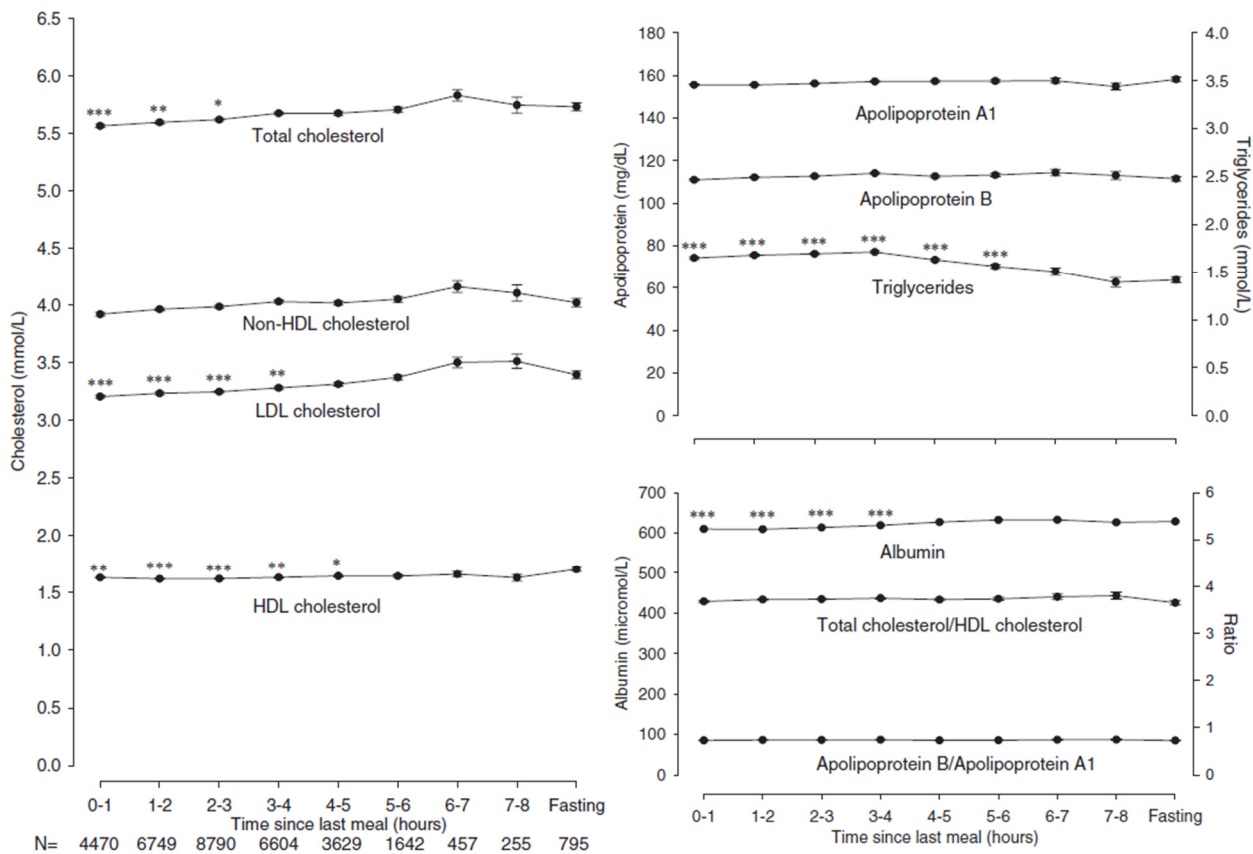 6.5
6.0
5.5
5.0
4.5
4.0
3.5
3.0
2.5
2.0
1.5
1.0
0.5
0.0
Cholesterol (mmol/L)
*** ** *
Total cholesterol
Non-HDL cholesterol
*** *** *** **
LDL cholesterol
** *** *** ** *
HDL cholesterol
0-1 1-2 2-3 3-4 4-5 5-6 6-7 7-8 Fasting
Time since last meal (hours)
N= 4470 6749 8790 6604 3629 1642 457 255 795
180
160
140
120
100
80
60
40
20
0
Apolipoprotein (mg/dL)
Apolipoprotein A1
Apolipoprotein B
*** *** *** *** *** ***
Triglycerides
4.0
3.5
3.0
2.5
2.0
1.5
1.0
0.5
0.0
Triglycerides (mmol/L)
700
600
500
400
300
200
100
0
Albumin (micromol/L)
*** *** *** ***
Albumin
Total cholesterol/HDL cholesterol
Apolipoprotein B/Apolipoprotein A1
6
5
4
3
2
1
0
Ratio
0-1 1-2 2-3 3-4 4-5 5-6 6-7 7-8 Fasting
Time since last meal (hours)